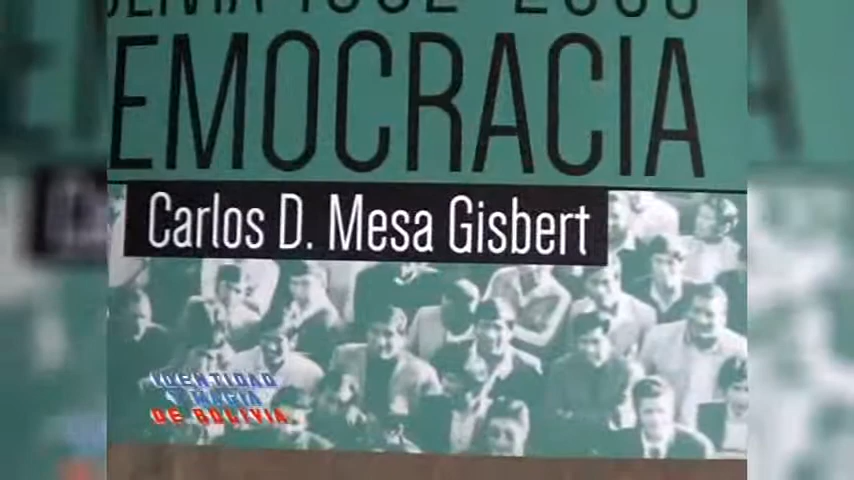 EMOCRACIA
Carlos D. Mesa Gisbert
IDENTIDAD
Y MAGIA
DE BOLIVIA